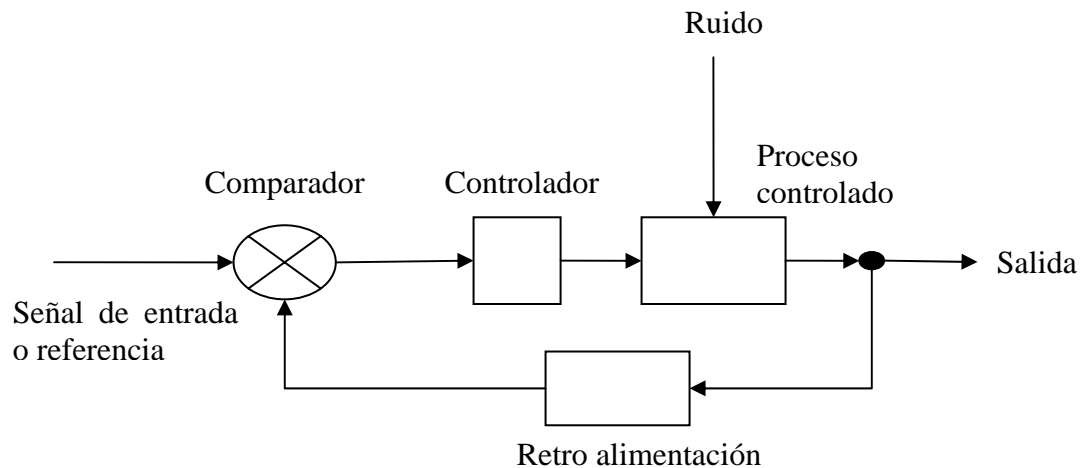 Ruido
Proceso
controlado
Comparador
Controlador
Salida
Señal de entrada
o referencia
Retro alimentación